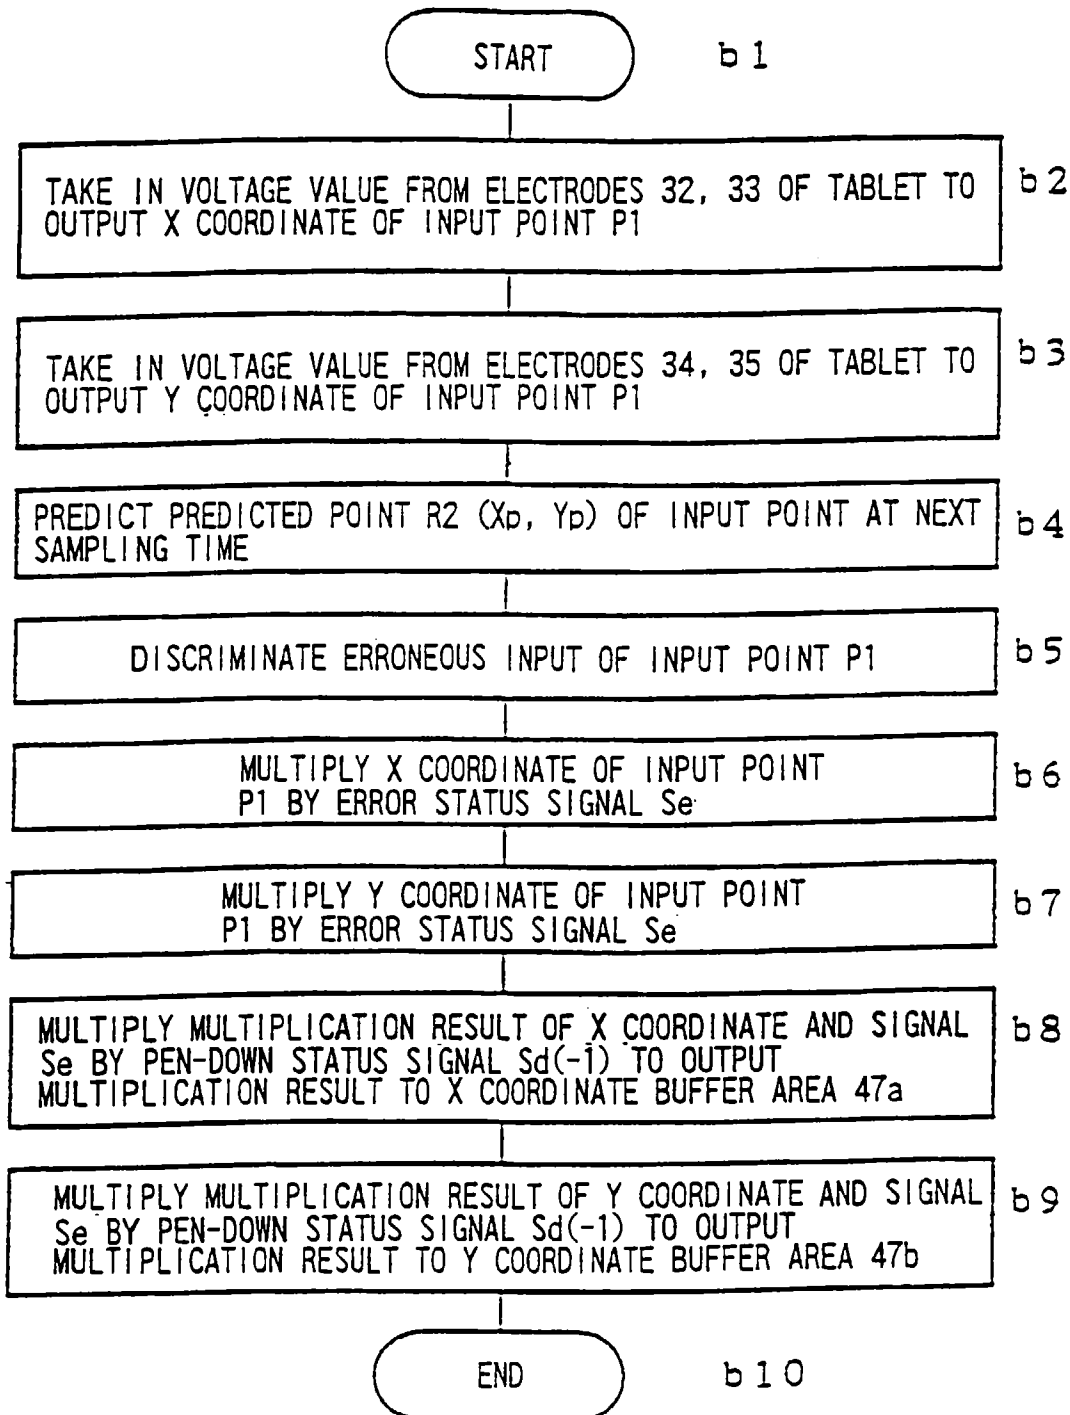 START b1
TAKE IN VOLTAGE VALUE FROM ELECTRODES 32, 33 OF TABLET TO b2
OUTPUT X COORDINATE OF INPUT POINT P1
TAKE IN VOLTAGE VALUE FROM ELECTRODES 34, 35 OF TABLET TO b3
OUTPUT Y COORDINATE OF INPUT POINT P1
PREDICT PREDICTED POINT R2 (Xp, Yp) OF INPUT POINT AT NEXT b4
SAMPLING TIME
DISCRIMINATE ERRONEOUS INPUT OF INPUT POINT P1 b5
MULTIPLY X COORDINATE OF INPUT POINT b6
P1 BY ERROR STATUS SIGNAL Se
MULTIPLY Y COORDINATE OF INPUT POINT b7
P1 BY ERROR STATUS SIGNAL Se
MULTIPLY MULTIPLICATION RESULT OF X COORDINATE AND SIGNAL b8
Se BY PEN-DOWN STATUS SIGNAL Sd(-1) TO OUTPUT
MULTIPLICATION RESULT TO X COORDINATE BUFFER AREA 47a
MULTIPLY MULTIPLICATION RESULT OF Y COORDINATE AND SIGNAL b9
Se BY PEN-DOWN STATUS SIGNAL Sd(-1) TO OUTPUT
MULTIPLICATION RESULT TO Y COORDINATE BUFFER AREA 47b
END b10